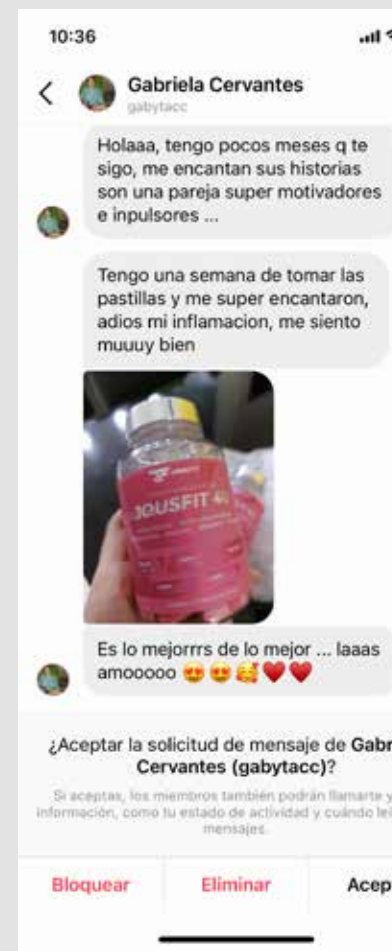 10:36
Gabriela Cervantes
gabytacc
Holaaa, tengo pocos meses q te
sigo, me encantan sus historias
son una pareja super motivadores
e inpulsores ...
Tengo una semana de tomar las
pastillas y me super encantaron,
adios mi inflamacion, me siento
muuuy bien
JOUSFIT
Es lo mejorrrs de lo mejor ... laaas
amooooo 😍 😍 🥰 ❤️ ❤️
¿Aceptar la solicitud de mensaje de Gabr
Cervantes (gabytacc)?
Si aceptas, los miembros también podrán llamarte y
información, como tu estado de actividad y cuándo leí
mensajes.
Bloquear
Eliminar
Acep